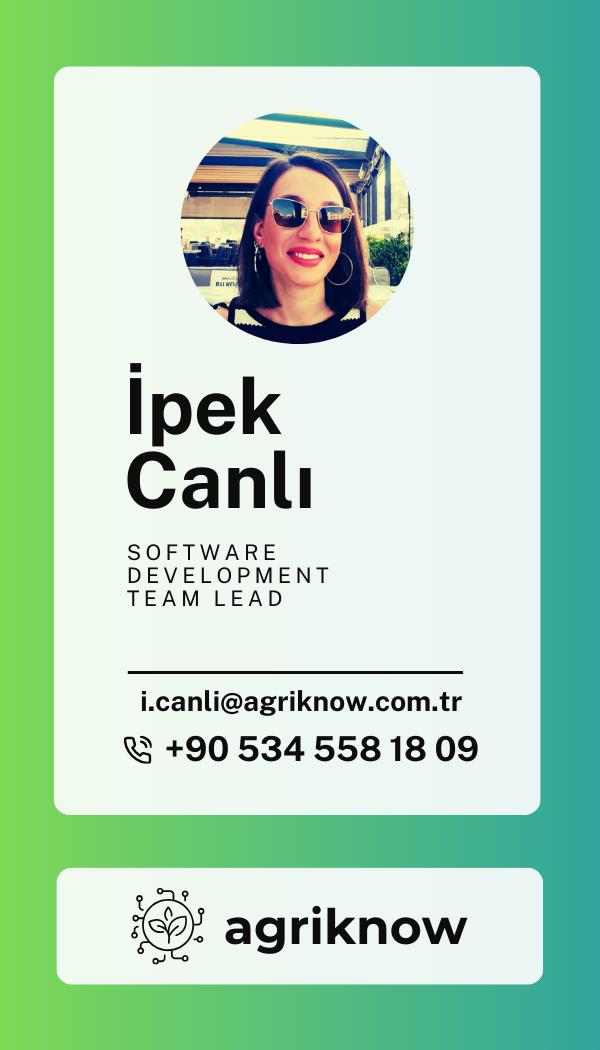 İpek
Canlı
SOFTWARE
DEVELOPMENT
TEAM LEAD
i.canli@agriknow.com.tr
+90 534 558 18 09
agriknow